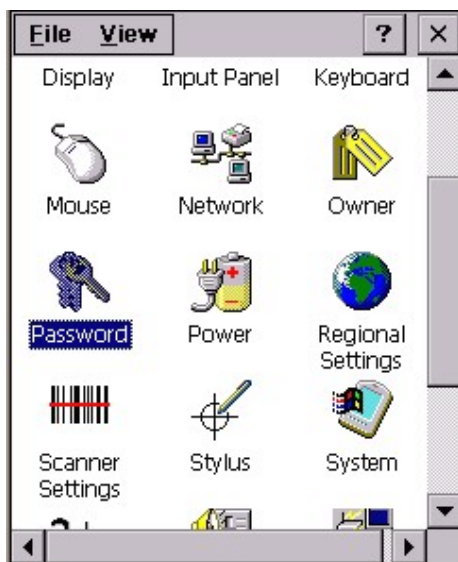 File View ? ×
Display Input Panel Keyboard
Mouse Network Owner
Password Power Regional
Settings
Scanner
Settings Stylus System